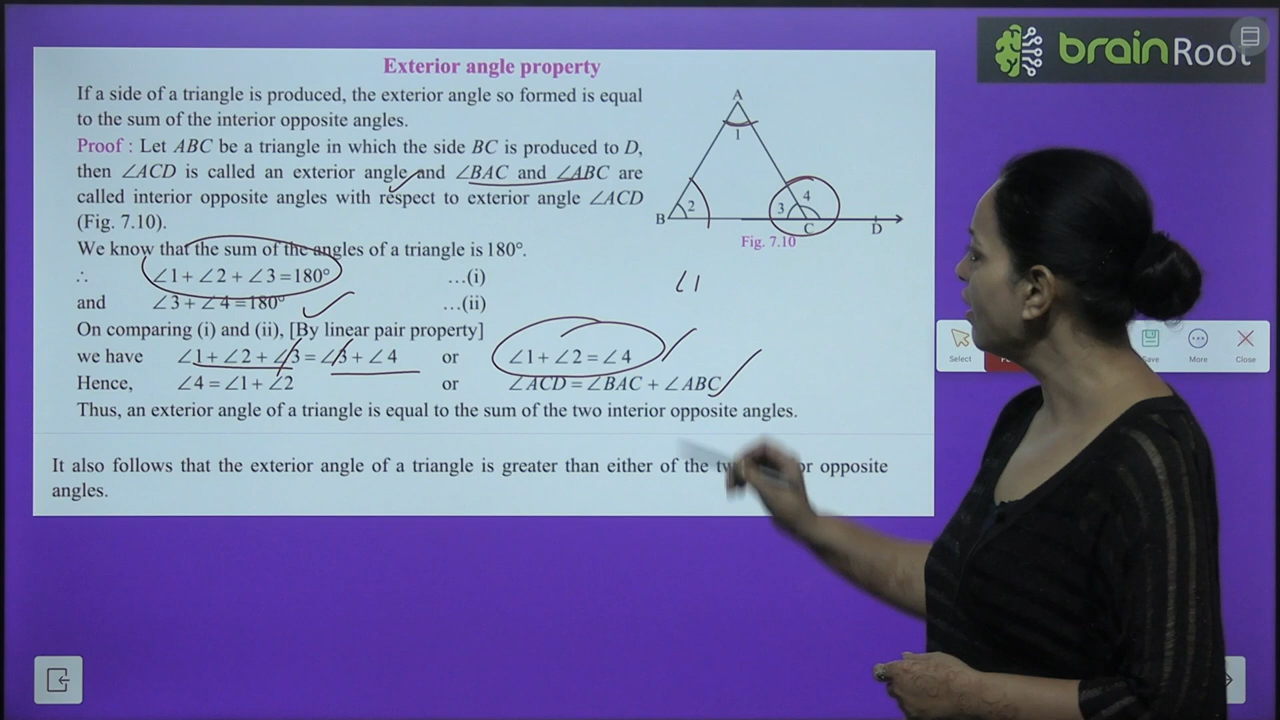 brainRoot
Exterior angle property
If a side of a triangle is produced, the exterior angle so formed is equal
to the sum of the interior opposite angles.
Proof : Let ABC be a triangle in which the side BC is produced to D,
then ∠ACD is called an exterior angle and ∠BAC and ∠ABC are
called interior opposite angles with respect to exterior angle ∠ACD
(Fig. 7.10).
A
1
B
2
3
4
C
D
Fig. 7.10
We know that the sum of the angles of a triangle is 180°.
∴ ∠1 + ∠2 + ∠3 = 180° …(i)
∠1
and ∠3 + ∠4 = 180° …(ii)
On comparing (i) and (ii), [By linear pair property]
we have ∠1 + ∠2 + ∠3 = ∠3 + ∠4 or ∠1 + ∠2 = ∠4
Hence, ∠4 = ∠1 + ∠2 or ∠ACD = ∠BAC + ∠ABC
Thus, an exterior angle of a triangle is equal to the sum of the two interior opposite angles.
It also follows that the exterior angle of a triangle is greater than either of the opposite
angles.
Select
More
Close